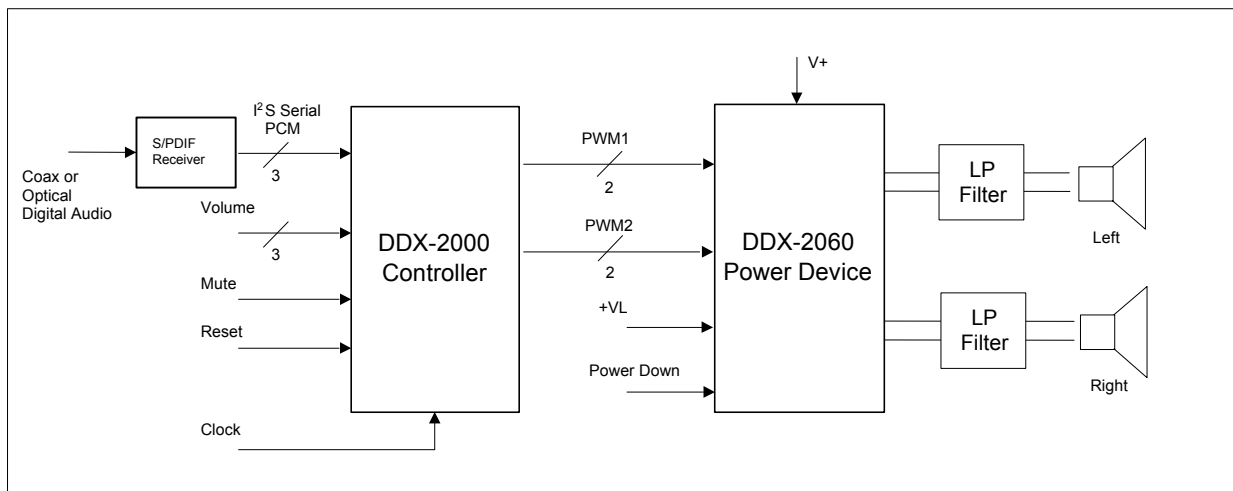 V+
I²S Serial
PCM
S/PDIF
Receiver
3
Coax or
Optical
Digital Audio
Volume
3
Mute
Reset
Clock
DDX-2000
Controller
PWM1
2
PWM2
2
+VL
Power Down
DDX-2060
Power Device
LP
Filter
Left
LP
Filter
Right